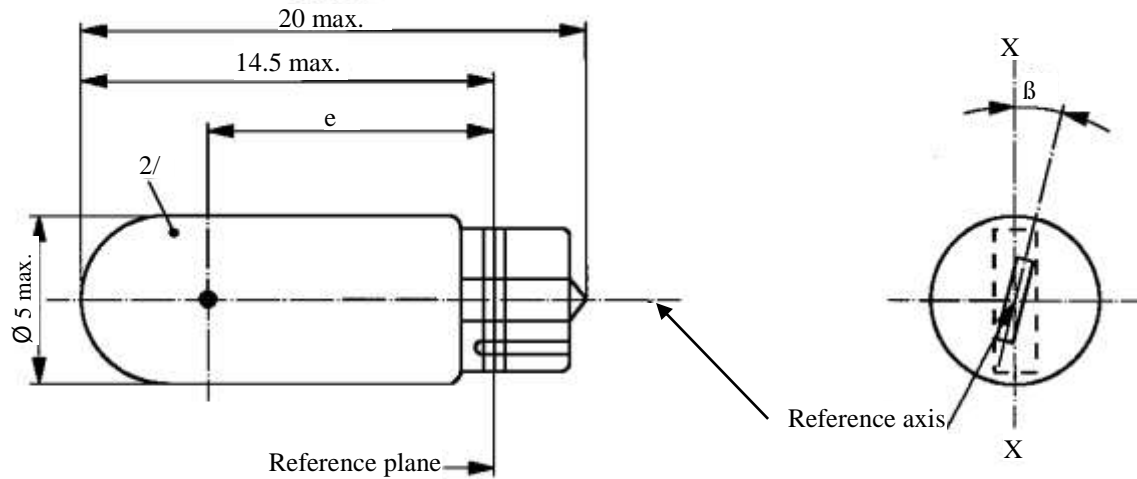 20 max.
14.5 max.
e
2/
Ø 5 max.
Reference plane
Reference axis
X
ß
X